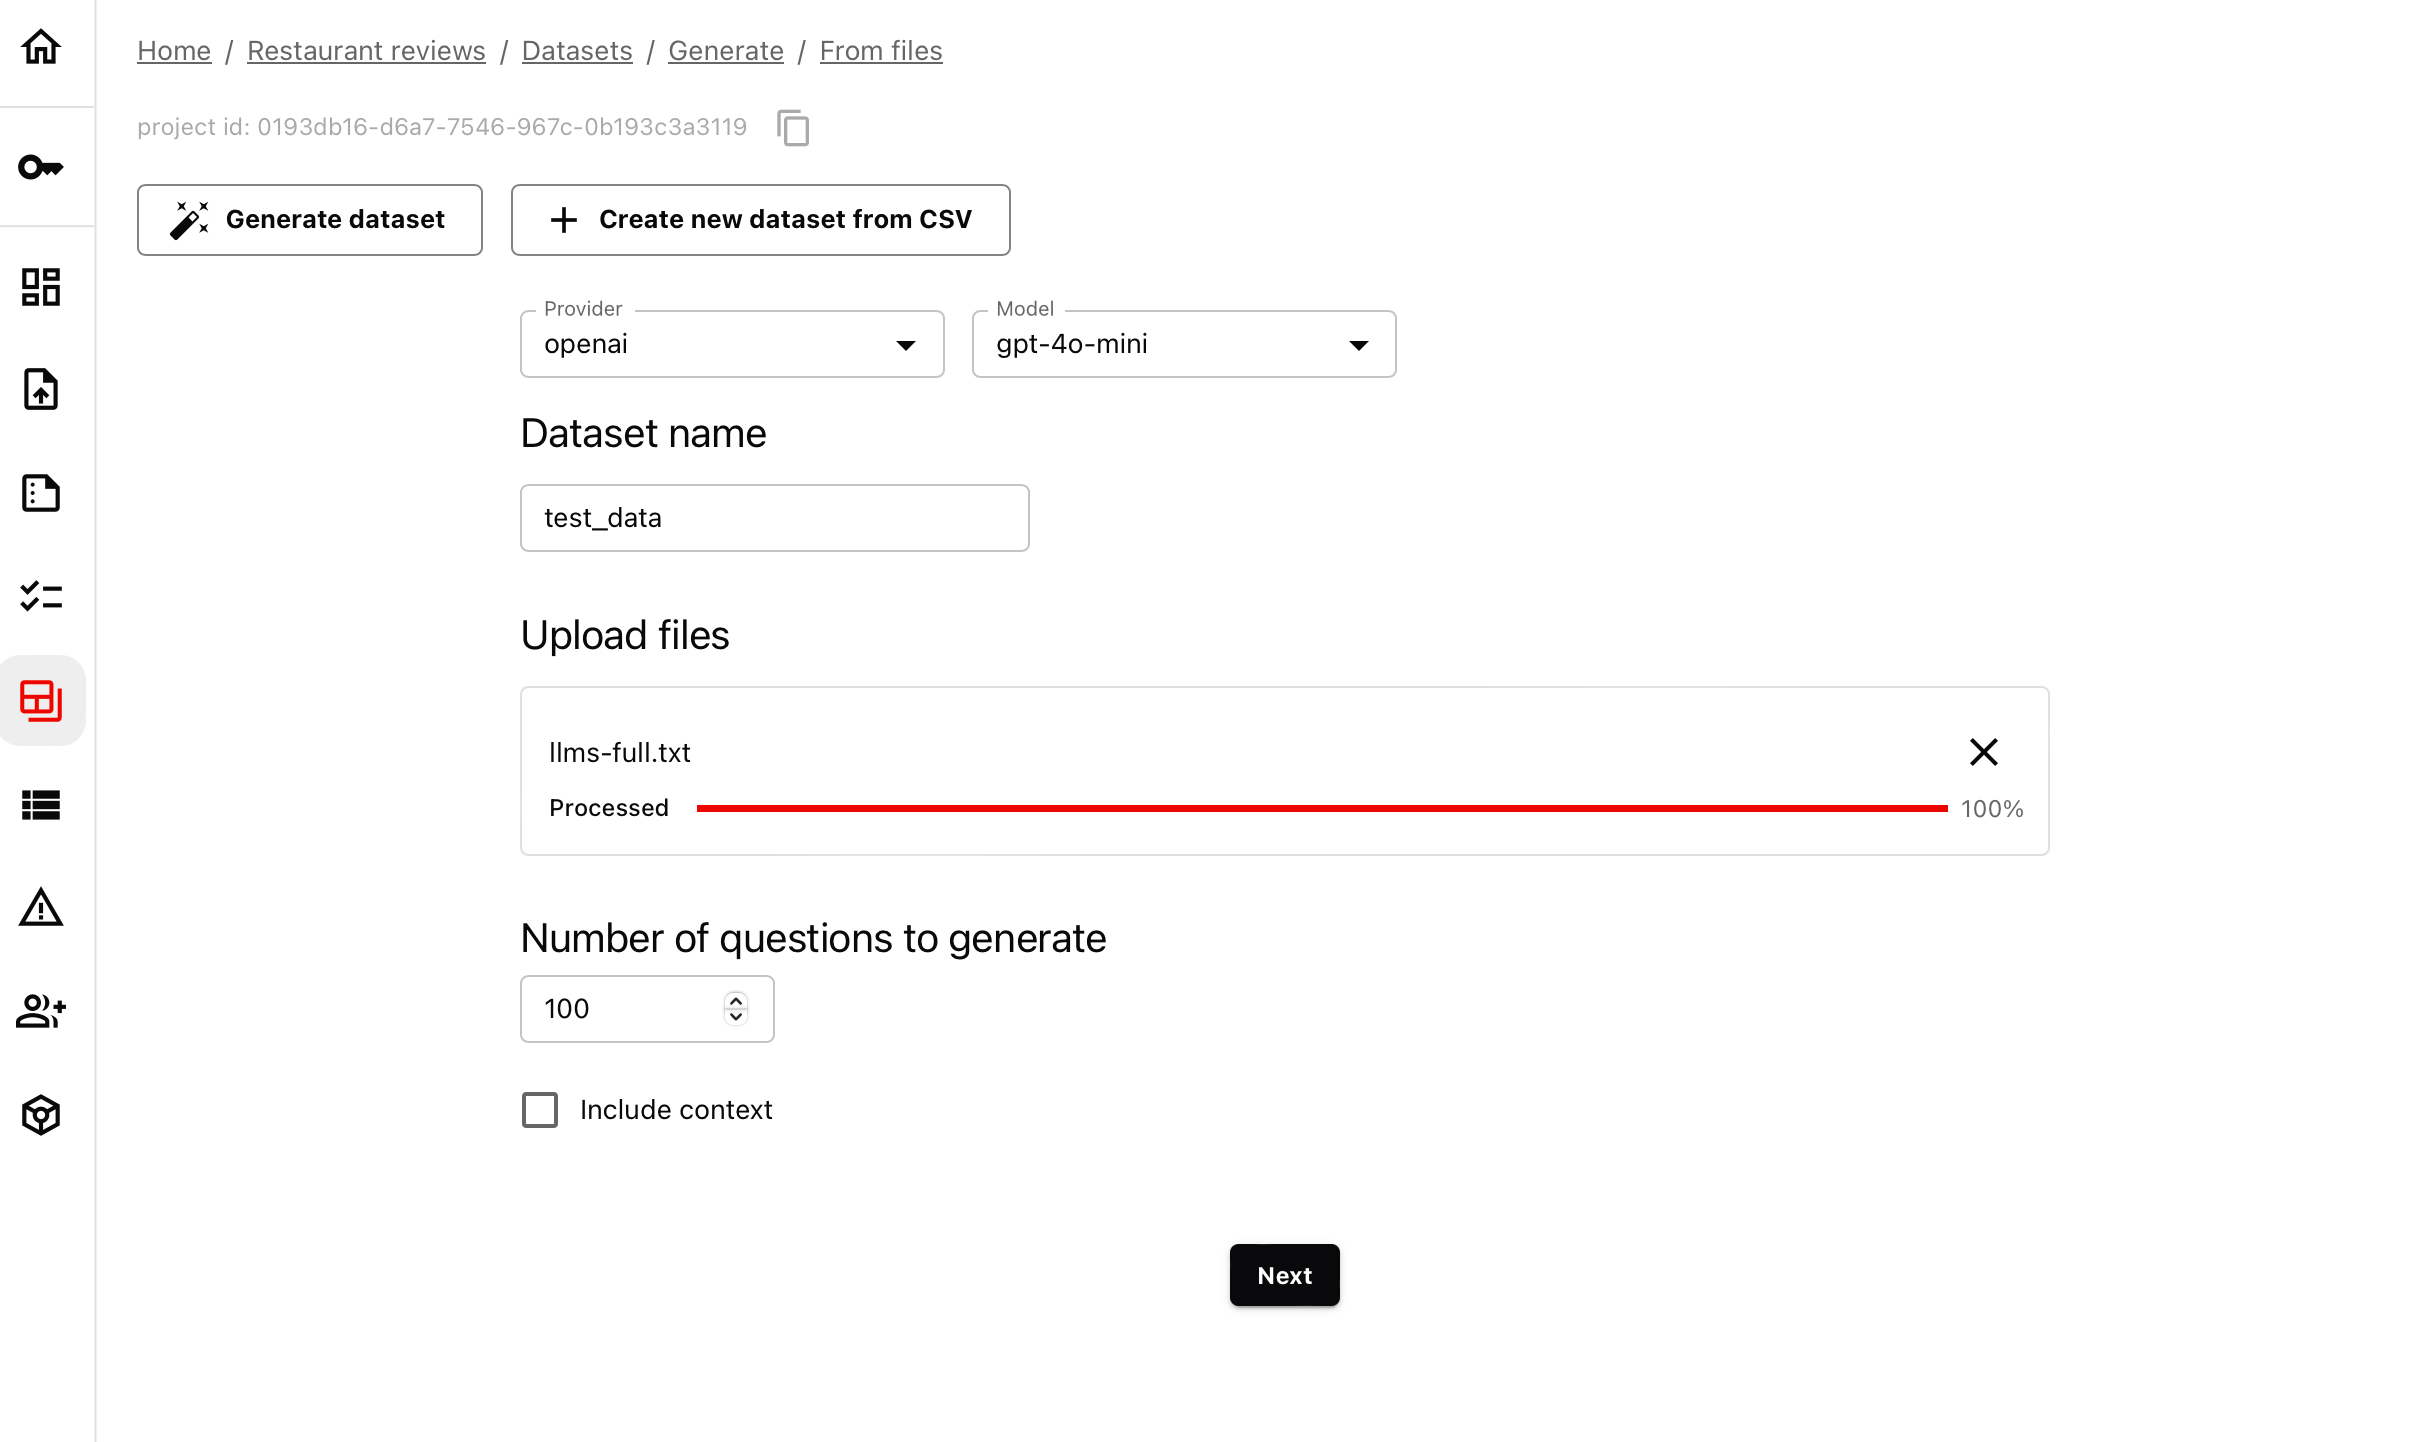 Home / Restaurant reviews / Datasets / Generate / From files
project id: 0193db16-d6a7-7546-967c-0b193c3a3119
Generate dataset
Create new dataset from CSV
Provider
openai
Model
gpt-4o-mini
Dataset name
test_data
Upload files
llms-full.txt
Processed
100%
Number of questions to generate
100
Include context
Next